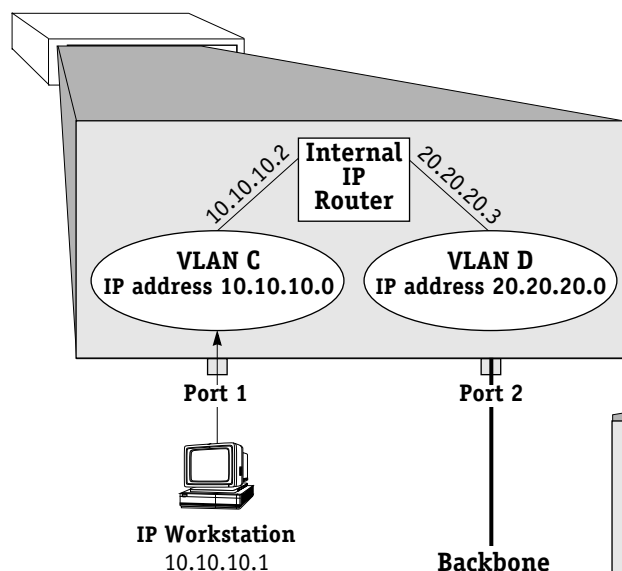 10.10.10.2
Internal
IP
Router
20.20.20.3
VLAN C
IP address 10.10.10.0
VLAN D
IP address 20.20.20.0
Port 1
Port 2
IP Workstation
10.10.10.1
Backbone